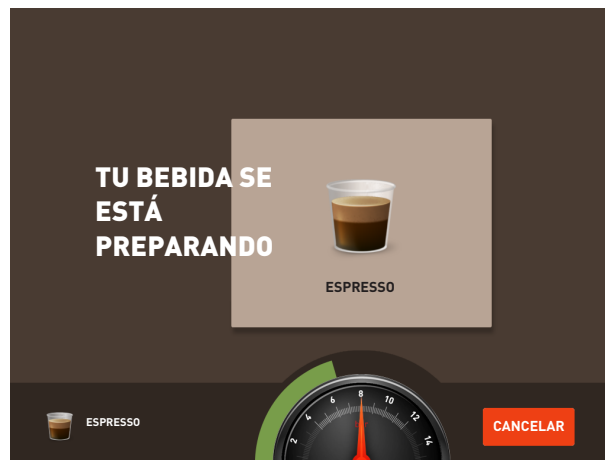 TU BEBIDA SE
ESTÁ
PREPARANDO
ESPRESSO
ESPRESSO
2 4 6 8 10 12 14
CANCELAR